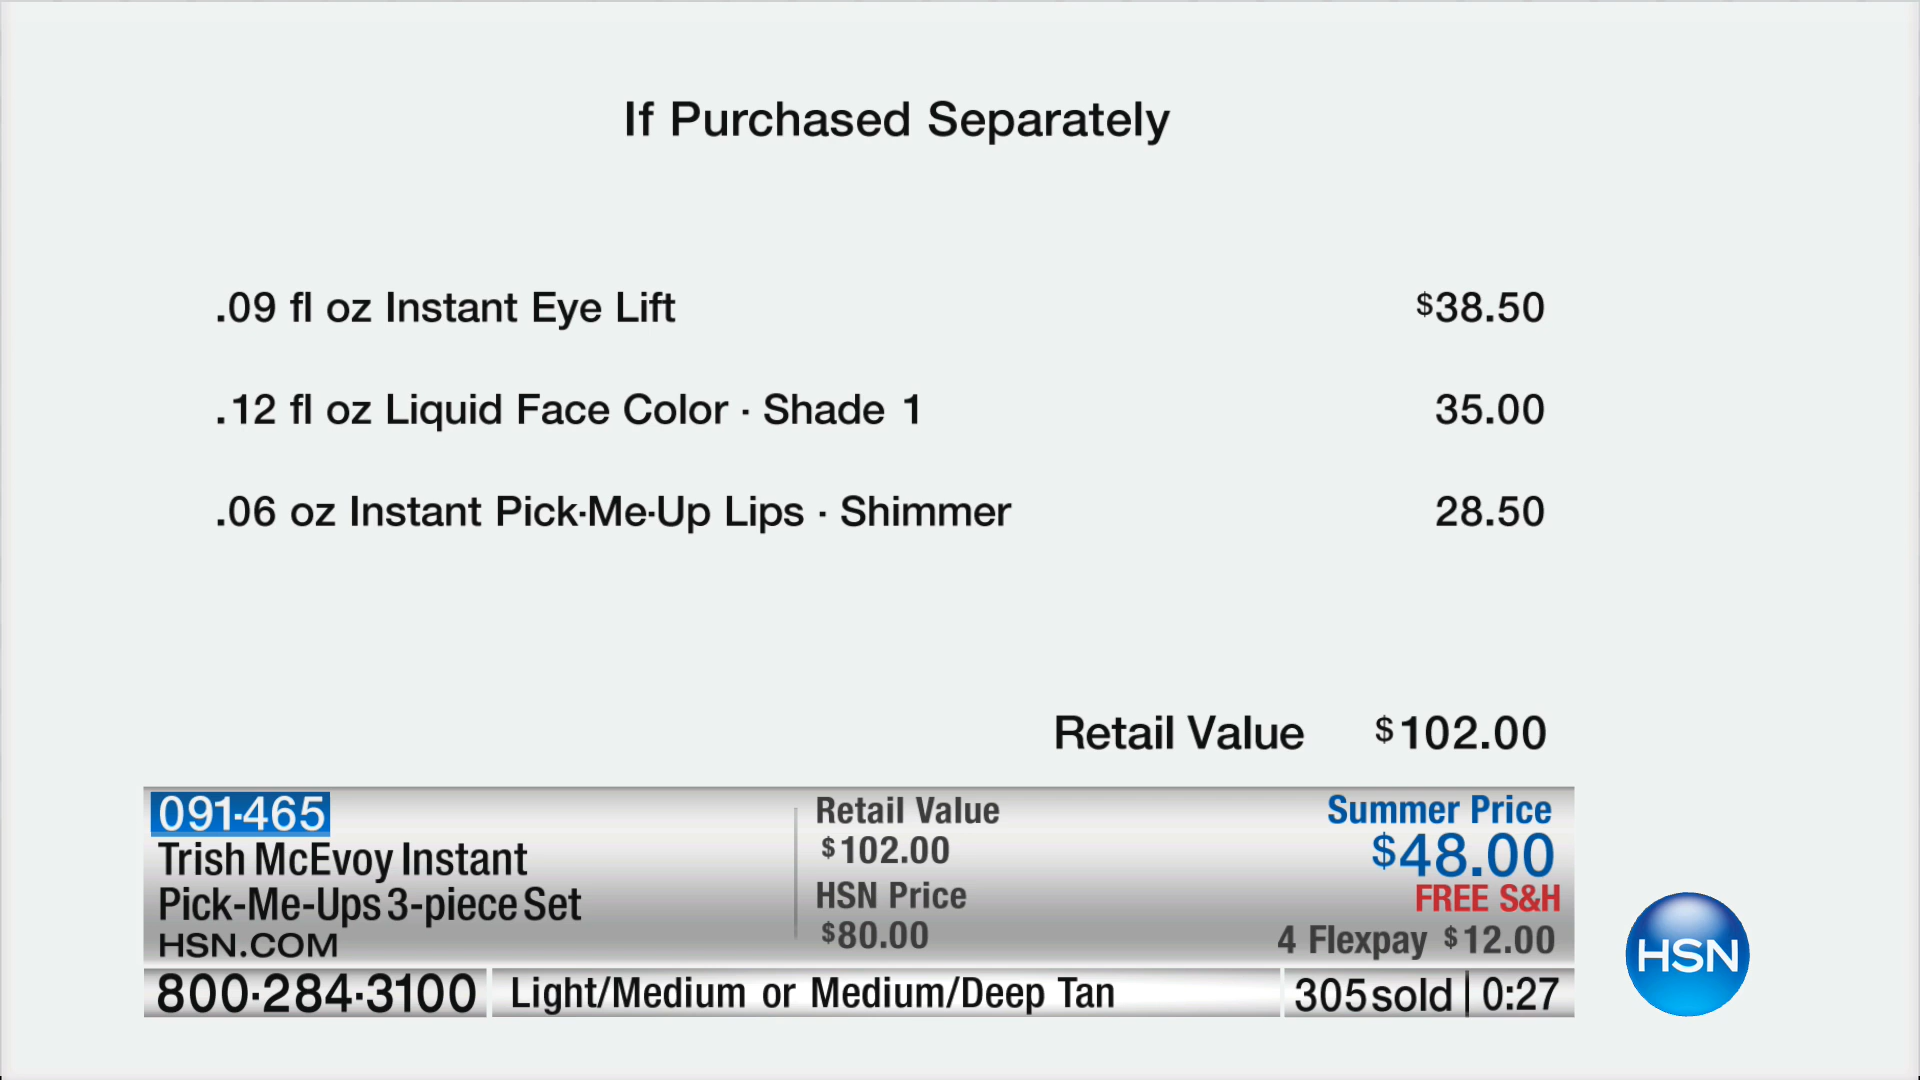 If Purchased Separately
.09 fl oz Instant Eye Lift $38.50
.12 fl oz Liquid Face Color · Shade 1 35.00
.06 oz Instant Pick·Me·Up Lips · Shimmer 28.50
Retail Value $102.00
091·465
Trish McEvoy Instant
Pick-Me-Ups 3-piece Set
HSN.COM
Retail Value
$102.00
HSN Price
$80.00
Summer Price
$48.00
FREE S&H
4 Flexpay $12.00
800·284·3100
Light/Medium or Medium/Deep Tan
305 sold | 0:27
HSN